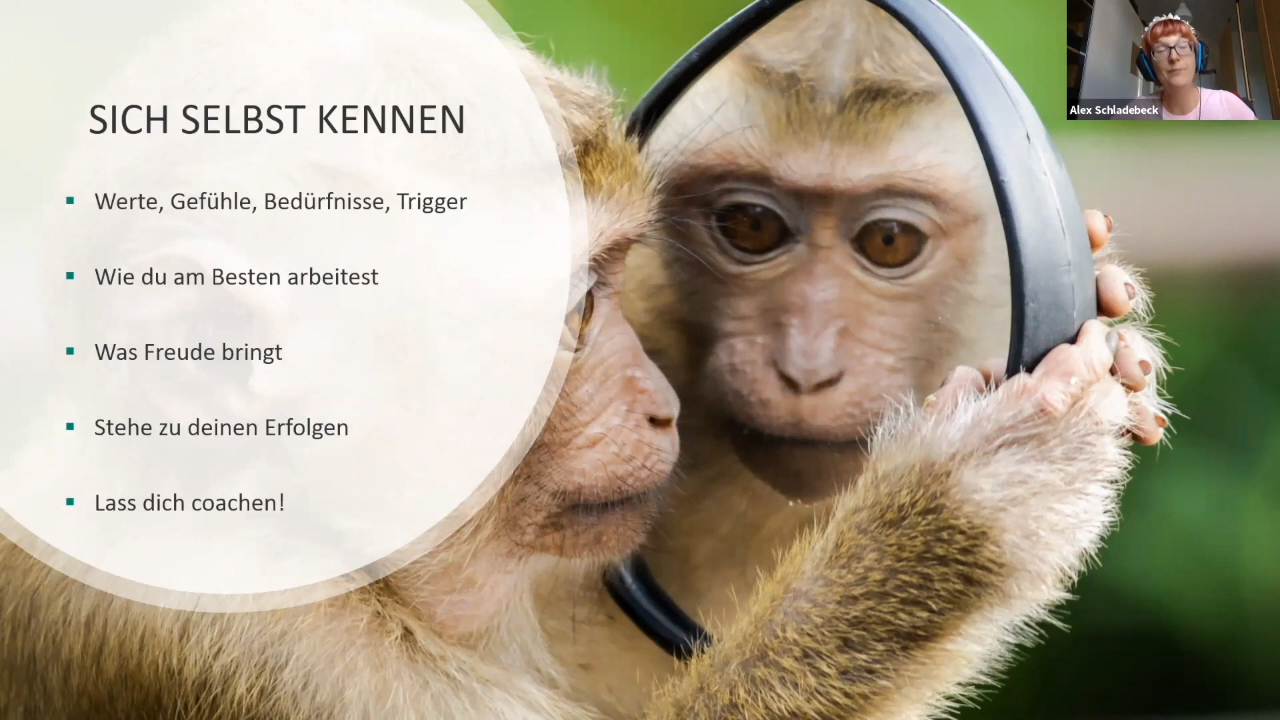 SICH SELBST KENNEN
Werte, Gefühle, Bedürfnisse, Trigger
Wie du am Besten arbeitest
Was Freude bringt
Stehe zu deinen Erfolgen
Lass dich coachen!
Alex Schladebeck